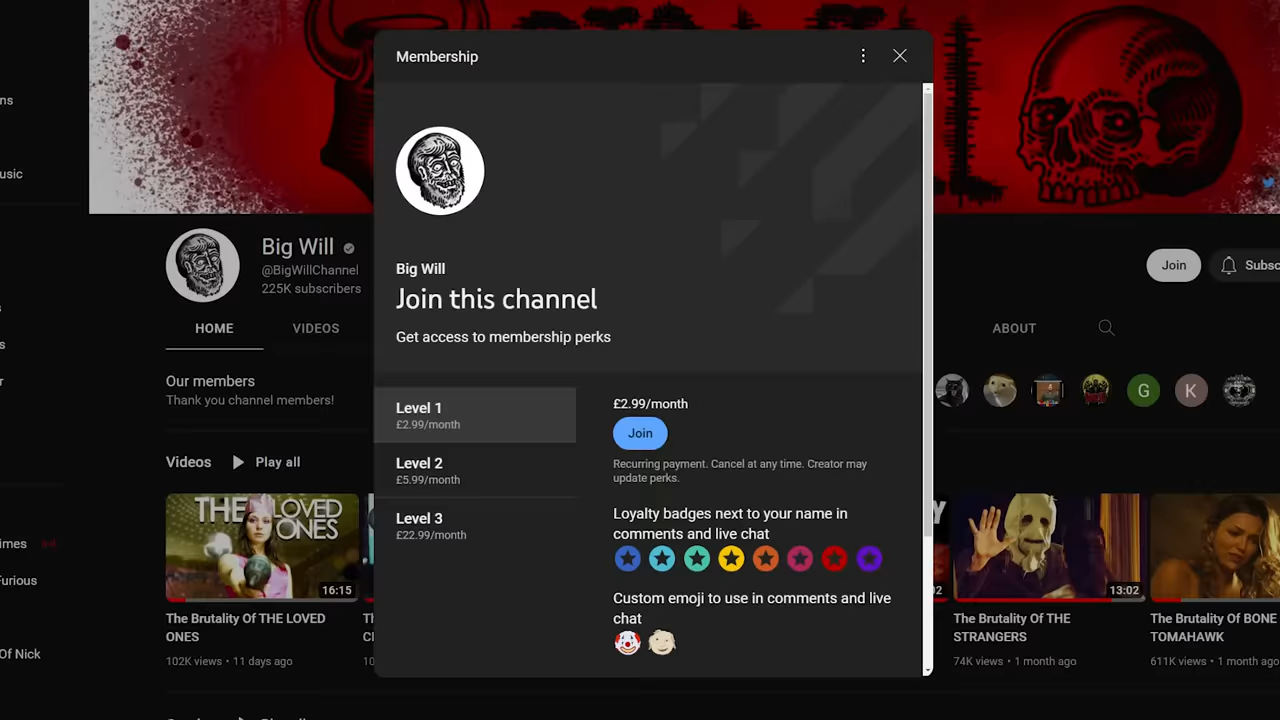 Membership
ns
usic
Big Will
@BigWillChannel
225K subscribers
HOME
VIDEOS
ABOUT
Join
Subsc
Big Will
Join this channel
Get access to membership perks
Our members
Thank you channel members!
G
K
Level 1
£2.99/month
Level 2
£5.99/month
Level 3
£22.99/month
£2.99/month
Join
Recurring payment. Cancel at any time. Creator may
update perks.
Loyalty badges next to your name in
comments and live chat
Custom emoji to use in comments and live
chat
Videos
Play all
THE LOVED
ONES
16:15
The Brutality Of THE LOVED
ONES
102K views • 11 days ago
13:02
The Brutality Of THE
STRANGERS
74K views • 1 month ago
The Brutality Of BONE
TOMAHAWK
611K views • 1 month ago
imes
Furious
Of Nick